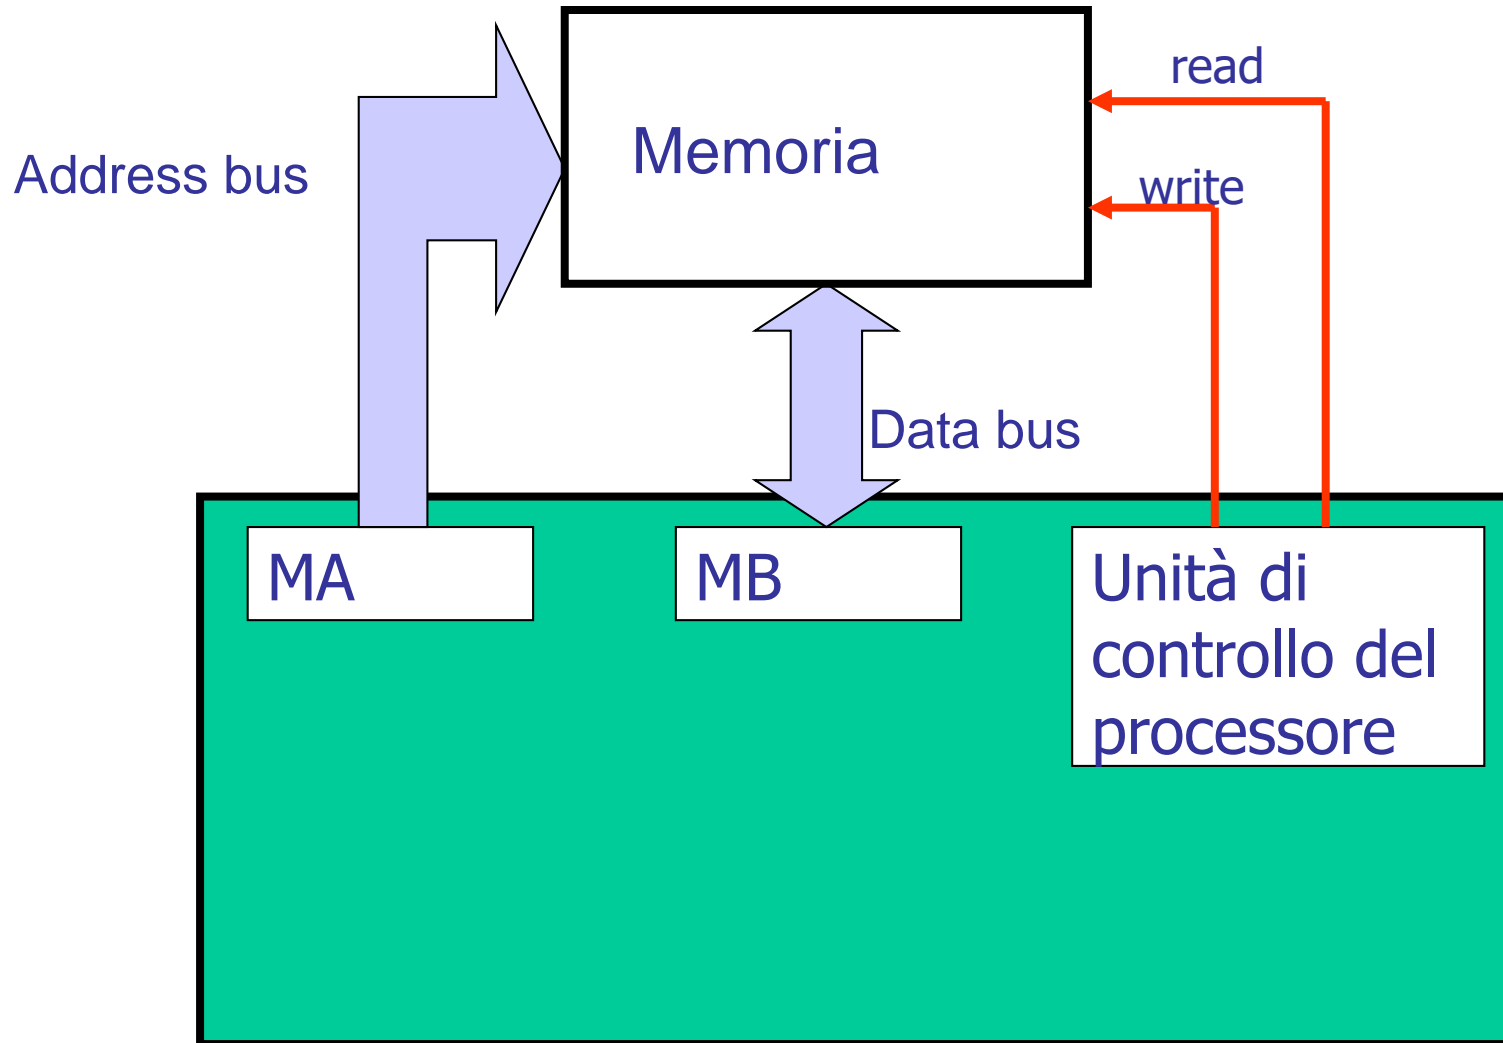 read
Memoria
Address bus
write
Data bus
MA
MB
Unità di
controllo del
processore